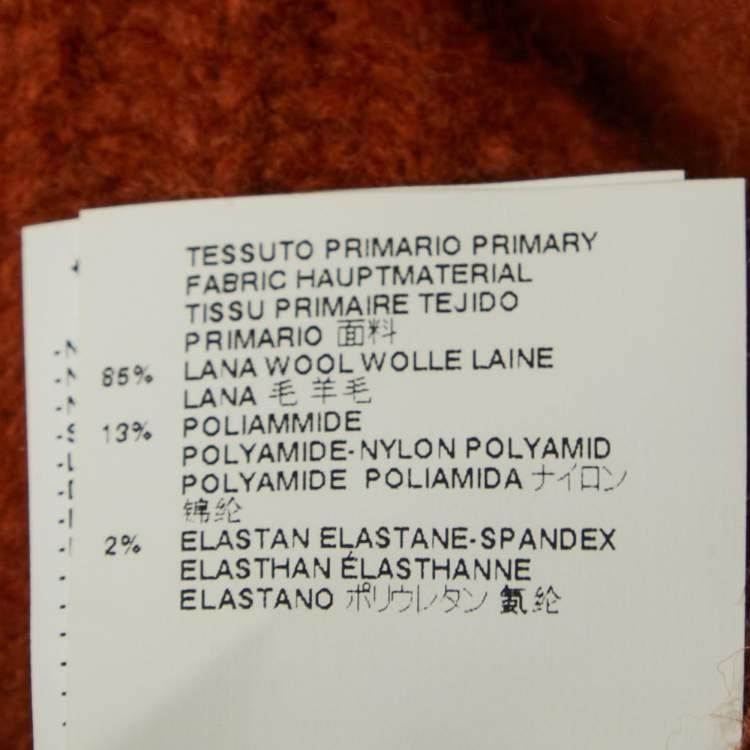 TESSUTO PRIMARIO PRIMARY
FABRIC HAUPTMATERIAL
TISSU PRIMAIRE TEJIDO
PRIMARIO 面料
85% LANA WOOL WOLLE LAINE
LANA 毛 羊毛
13% POLIAMMIDE
POLYAMIDE-NYLON POLYAMID
POLYAMIDE POLIAMIDA ナイロン
锦纶
2% ELASTAN ELASTANE-SPANDEX
ELASTHAN ÉLASTHANNE
ELASTANO ポリウレタン 氨纶